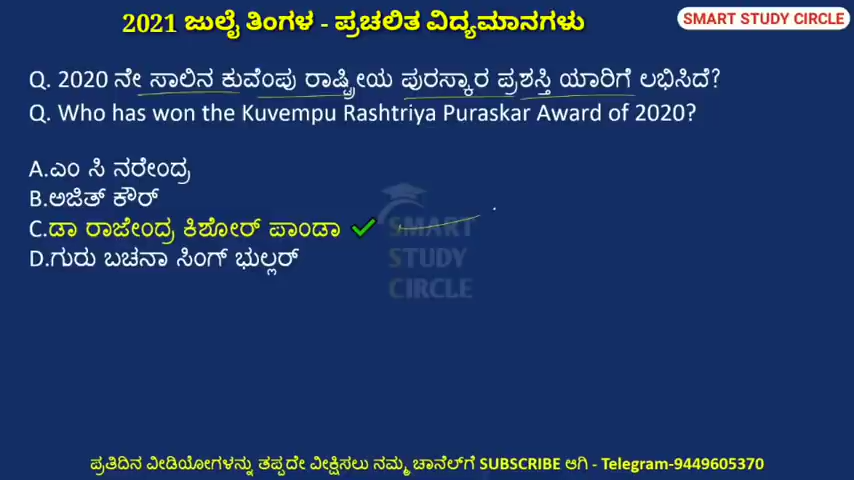 2021 ಜುಲೈ ತಿಂಗಳ - ಪ್ರಚಲಿತ ವಿದ್ಯಮಾನಗಳು
SMART STUDY CIRCLE
Q. 2020 ನೇ ಸಾಲಿನ ಕುವೆಂಪು ರಾಷ್ಟ್ರೀಯ ಪುರಸ್ಕಾರ ಪ್ರಶಸ್ತಿ ಯಾರಿಗೆ ಲಭಿಸಿದೆ?
Q. Who has won the Kuvempu Rashtriya Puraskar Award of 2020?
A.ಎಂ ಸಿ ನರೇಂದ್ರ
B.ಅಜಿತ್ ಕೌರ್
C.ಡಾ ರಾಜೇಂದ್ರ ಕಿಶೋರ್ ಪಾಂಡಾ
D.ಗುರು ಬಚನಾ ಸಿಂಗ್ ಭುಲ್ಲರ್
SMART
STUDY
CIRCLE
ಪ್ರತಿದಿನ ವೀಡಿಯೋಗಳನ್ನು ತಪ್ಪದೇ ವೀಕ್ಷಿಸಲು ನಮ್ಮ ಚಾನೆಲ್‌ಗೆ SUBSCRIBE ಆಗಿ - Telegram-9449605370